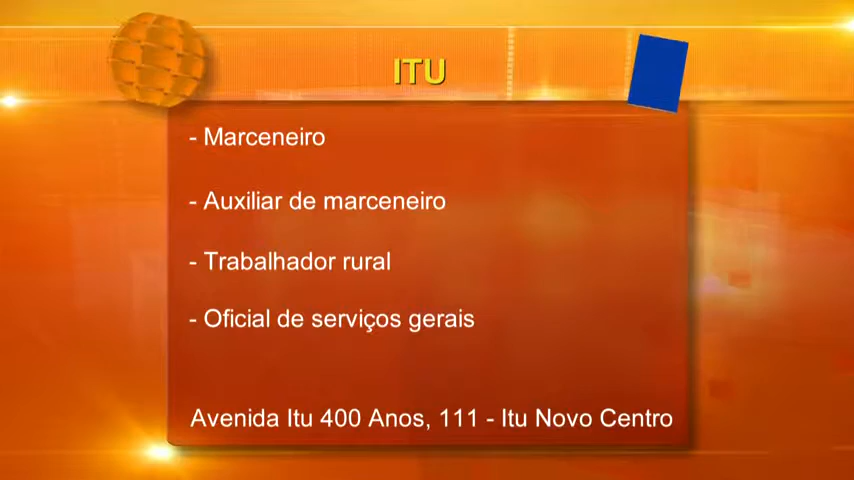 ITU
- Marceneiro
- Auxiliar de marceneiro
- Trabalhador rural
- Oficial de serviços gerais
Avenida Itu 400 Anos, 111 - Itu Novo Centro